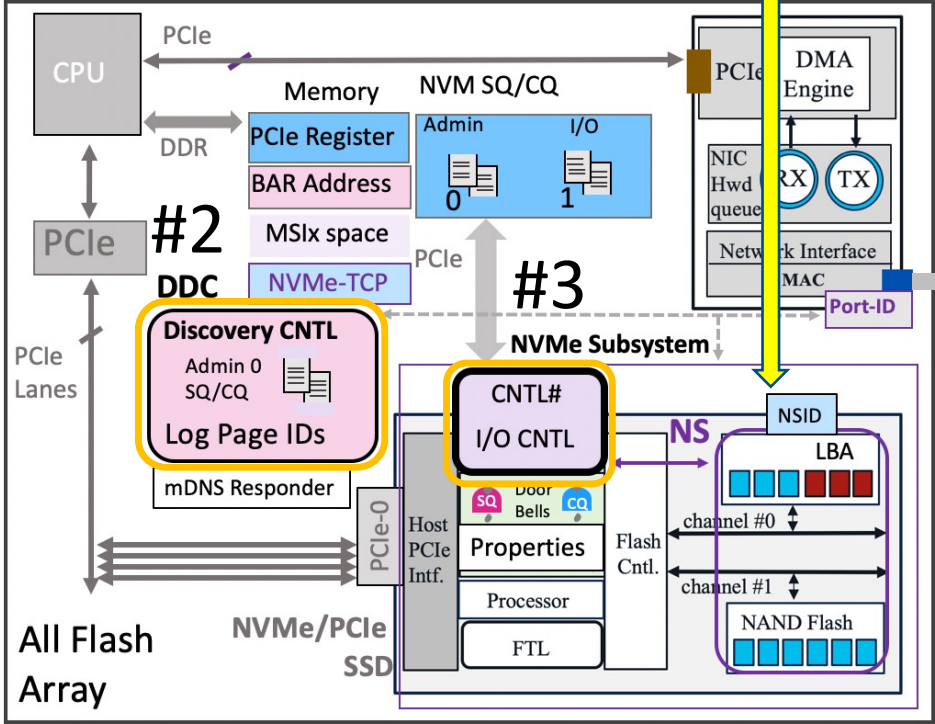 CPU
PCIe
Memory
NVM SQ/CQ
DDR
PCIe Register
BAR Address
MSIx space
NVMe-TCP
Admin
I/O
0
1
PCIe
DMA
Engine
NIC
Hwd
queue
RX
TX
Network Interface
MAC
Port-ID
PCIe
#2
DDC
PCIe
#3
Discovery CNTL
Admin 0
SQ/CQ
Log Page IDs
mDNS Responder
PCIe
Lanes
NVMe Subsystem
CNTL#
I/O CNTL
NS
NSID
LBA
SQ
Door
Bells
CQ
PCIe-0
Host
PCIe
Intf.
Properties
Processor
FTL
Flash
Cntl.
channel #0
channel #1
NAND Flash
NVMe/PCIe
SSD
All Flash
Array